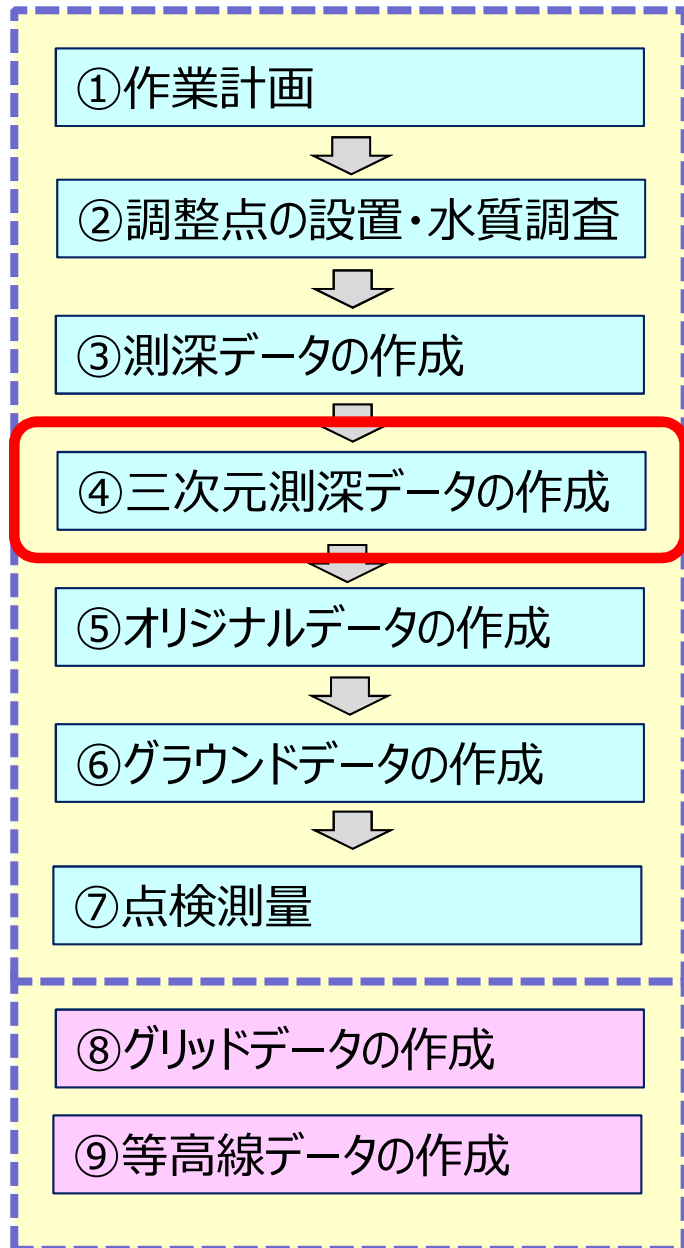 ①作業計画
②調整点の設置・水質調査
③測深データの作成
④三次元測深データの作成
⑤オリジナルデータの作成
⑥グラウンドデータの作成
⑦点検測量
⑧グリッドデータの作成
⑨等高線データの作成